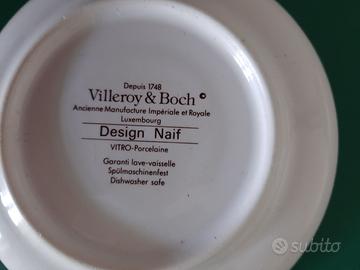 Depuis 1748
Villeroy & Boch ©
Ancienne Manufacture Impériale et Royale
Luxembourg
Design Naif
VITRO-Porcelaine
Garanti lave-vaisselle
Spülmaschinenfest
Dishwasher safe
subito